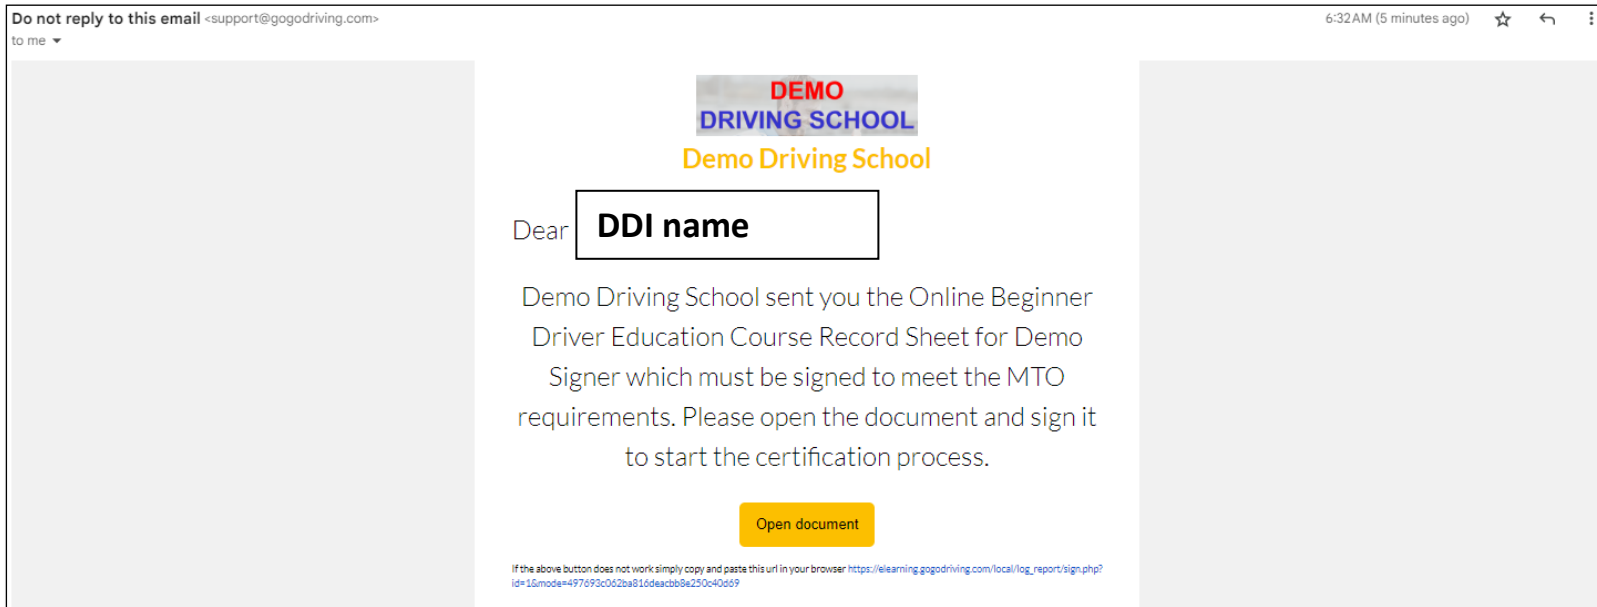 Do not reply to this email <support@gogodriving.com>
6:32 AM (5 minutes ago)
to me
DEMO
DRIVING SCHOOL
Demo Driving School
Dear DDI name
Demo Driving School sent you the Online Beginner
Driver Education Course Record Sheet for Demo
Signer which must be signed to meet the MTO
requirements. Please open the document and sign it
to start the certification process.
Open document
If the above button does not work simply copy and paste this url in your browser https://elearning.gogodriving.com/local/log_report/sign.php?
id=1&mode=497693c062ba816deacbb8e250c40d69